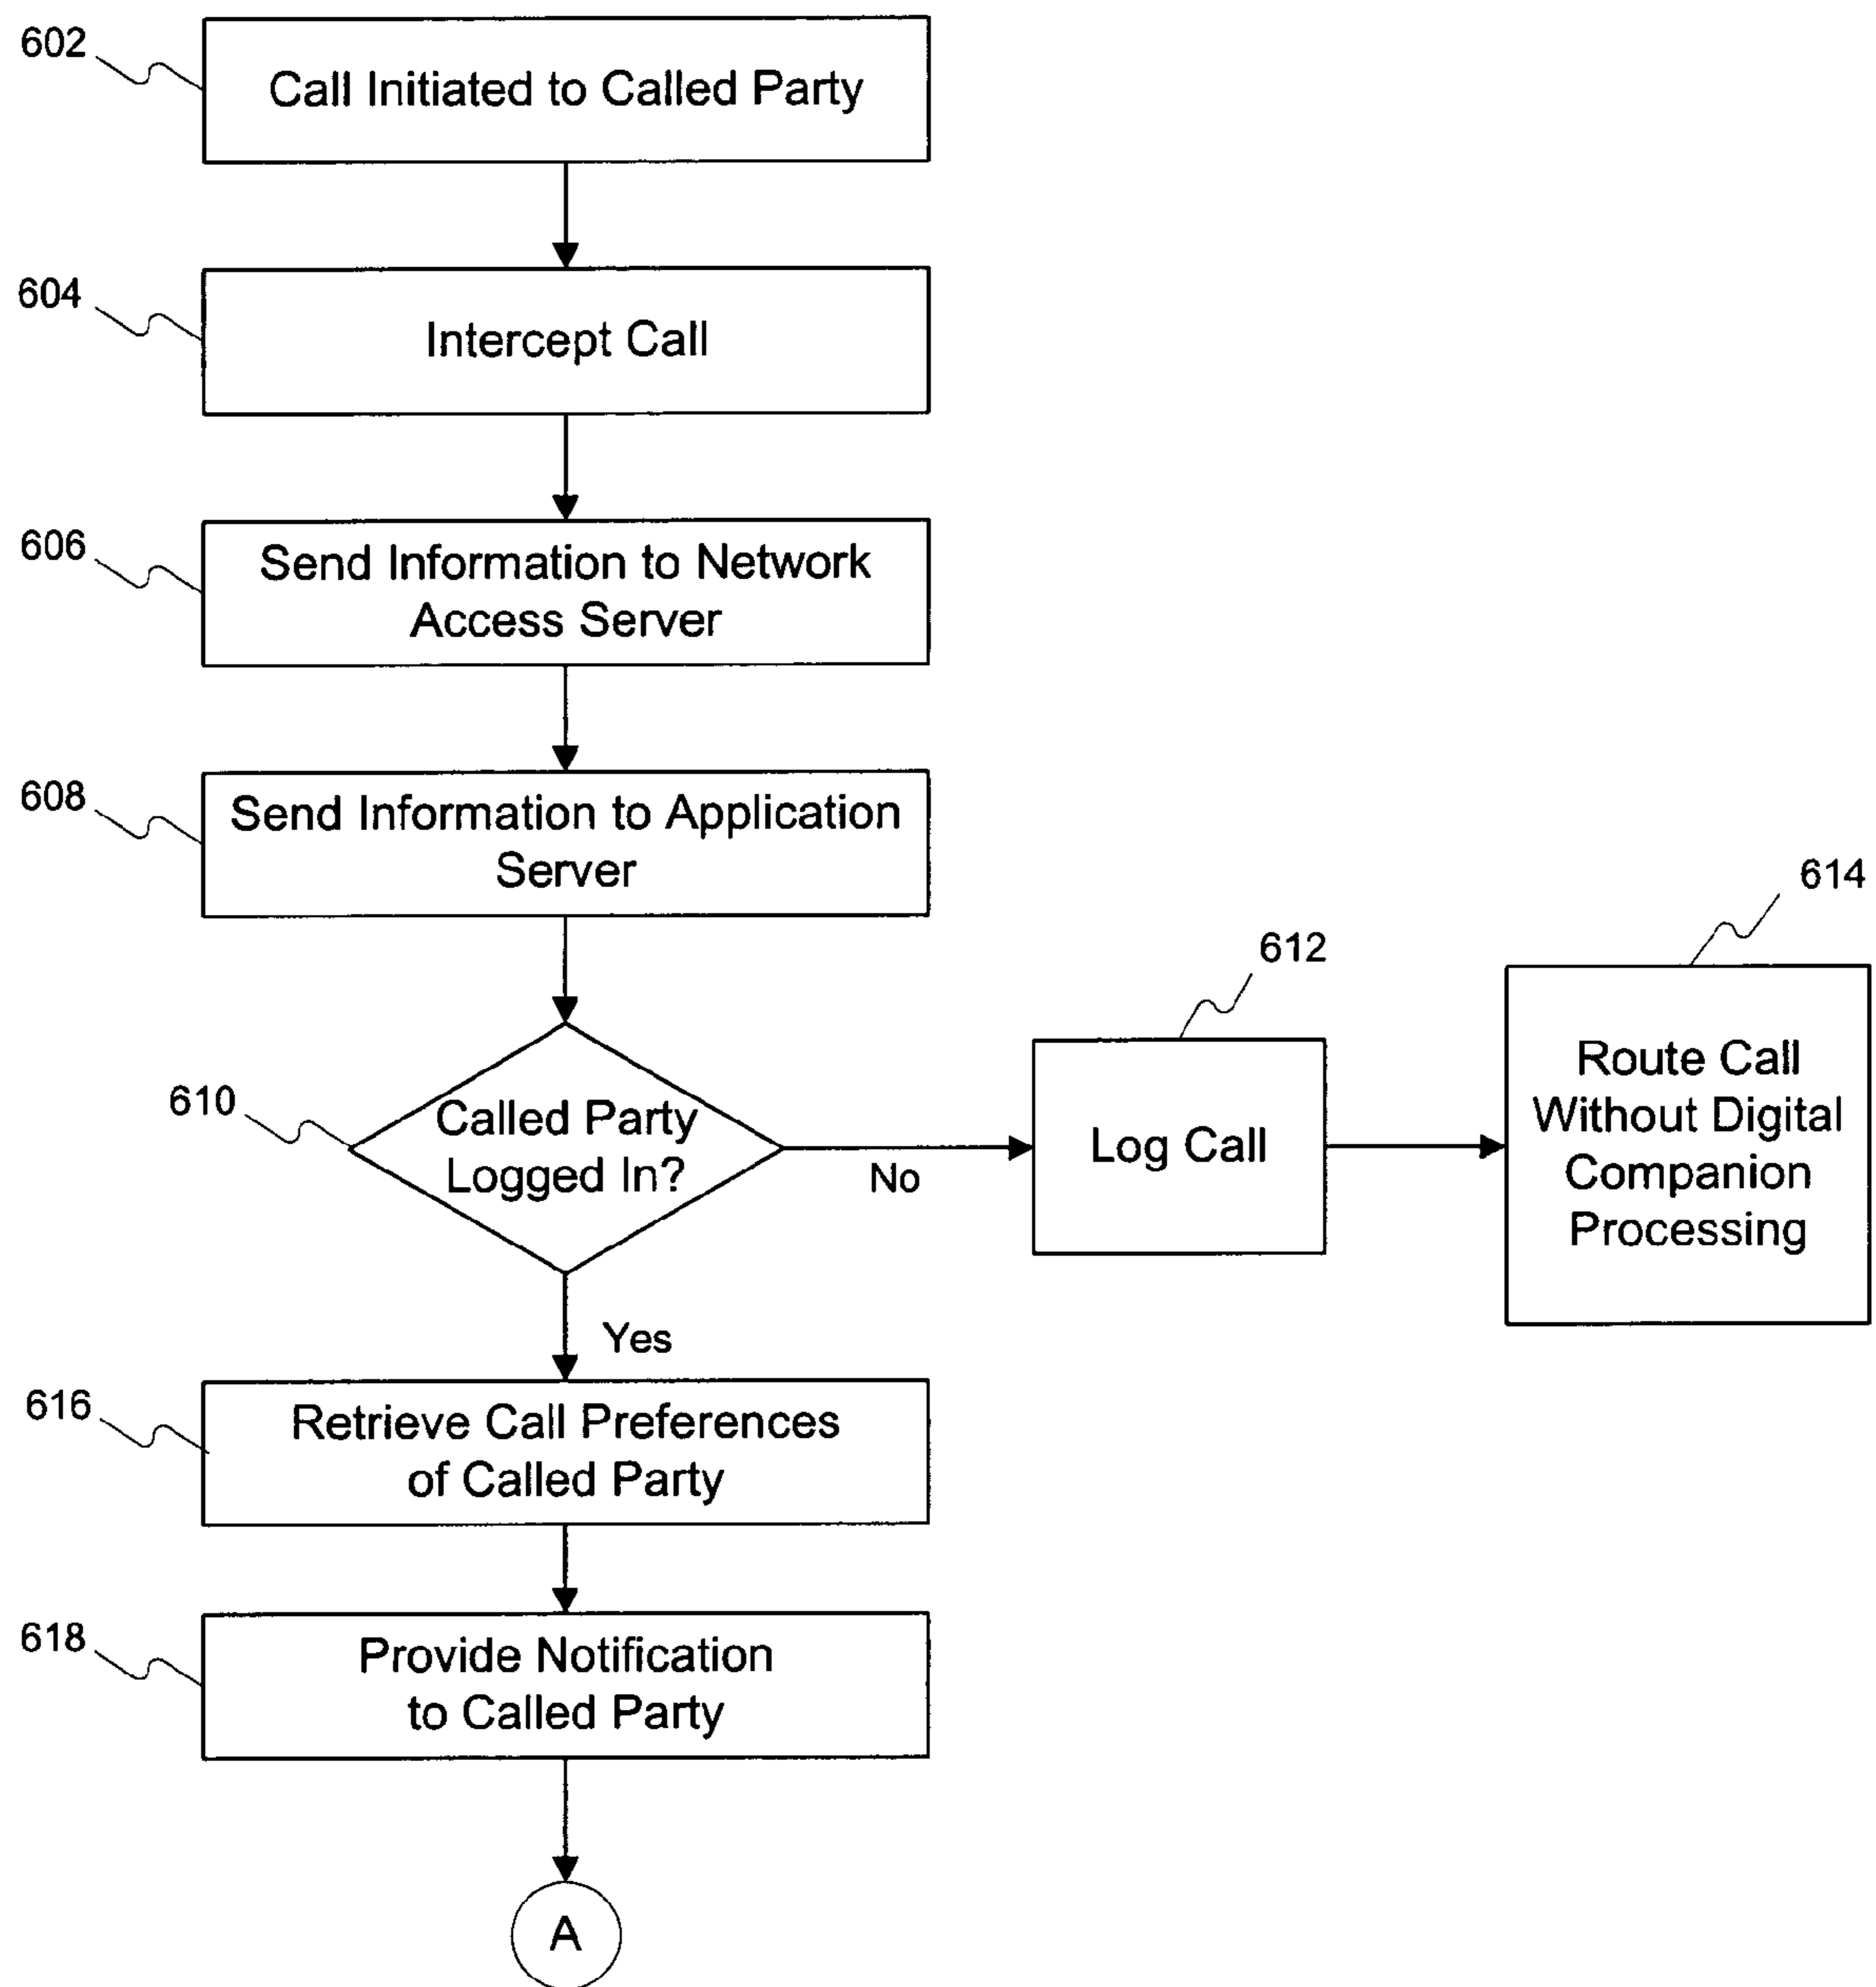 602
Call Initiated to Called Party
604
Intercept Call
606
Send Information to Network
Access Server
608
Send Information to Application
Server
610
Called Party
Logged In?
No
612
Log Call
614
Route Call
Without Digital
Companion
Processing
Yes
616
Retrieve Call Preferences
of Called Party
618
Provide Notification
to Called Party
A